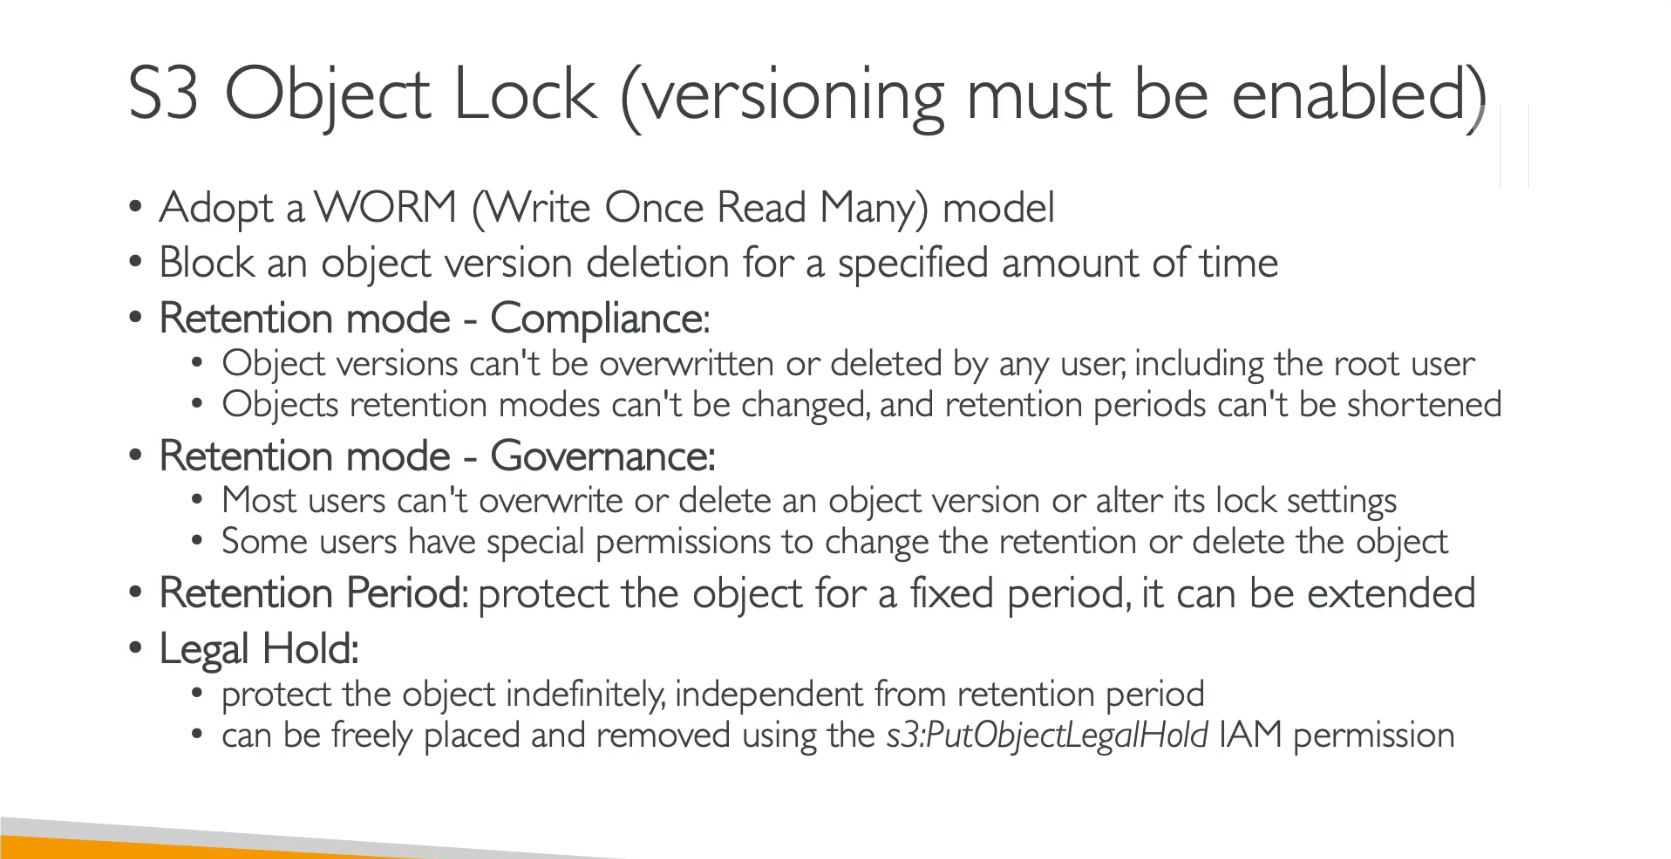 S3 Object Lock (versioning must be enabled)
• Adopt a WORM (Write Once Read Many) model
• Block an object version deletion for a specified amount of time
• Retention mode - Compliance:
• Object versions can't be overwritten or deleted by any user, including the root user
• Objects retention modes can't be changed, and retention periods can't be shortened
• Retention mode - Governance:
• Most users can't overwrite or delete an object version or alter its lock settings
• Some users have special permissions to change the retention or delete the object
• Retention Period: protect the object for a fixed period, it can be extended
• Legal Hold:
• protect the object indefinitely, independent from retention period
• can be freely placed and removed using the s3:PutObjectLegalHold IAM permission